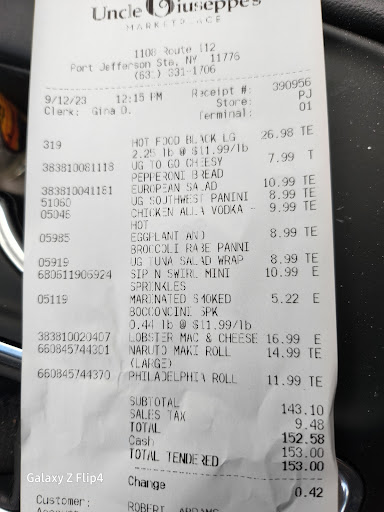 Uncle Giuseppe's
MARKETPLACE
1108 Route 112
Port Jefferson Sta, NY 11776
(631) 331-1706
Receipt #: 390956
9/12/23 12:15 PM Store: PJ
Clerk: Gina D. Terminal: 01
319 HOT FOOD BLACK LG 26.98 TE
2.25 lb @ $11.99/lb
383810081118 UG TO GO CHEESY 7.99 T
PEPPERONI BREAD
383810041181 EUROPEAN SALAD 10.99 TE
51060 UG SOUTHWEST PANINI 8.99 TE
05046 CHICKEN ALLA VODKA - 9.99 TE
HOT
05985 EGGPLANT AND 8.99 TE
BROCCOLI RABE PANNI
05919 UG TUNA SALAD WRAP 8.99 TE
680611906924 SIP N SWIRL MINI 10.99 E
SPRINKLES
05119 MARINATED SMOKED 5.22 E
BOCCONCINI SPK
0.44 lb @ $11.99/lb
383810020407 LOBSTER MAC & CHEESE 16.99 E
660845744301 NARUTO MAKI ROLL 14.99 TE
(LARGE)
660845744370 PHILADELPHIA ROLL 11.99 TE
SUBTOTAL 143.10
SALES TAX 9.48
TOTAL 152.58
Cash 153.00
TOTAL TENDERED 153.00
Change 0.42
Customer: ROBERT
Galaxy Z Flip4